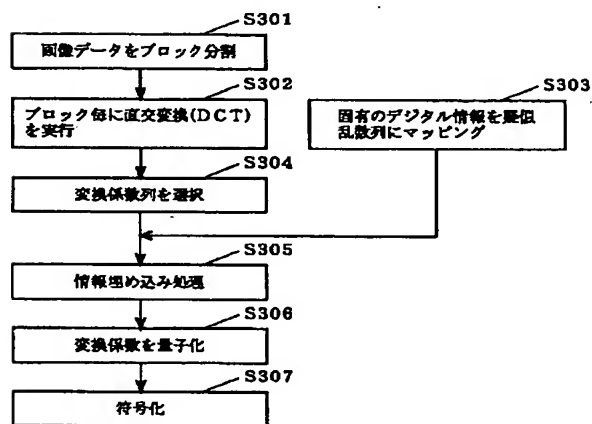 S301
画像データをブロック分割
S302
ブロック毎に直交変換(DCT)
を実行
S303
固有のデジタル情報を疑似
乱数列にマッピング
S304
変換係数列を選択
S305
情報埋め込み処理
S306
変換係数を量子化
S307
符号化